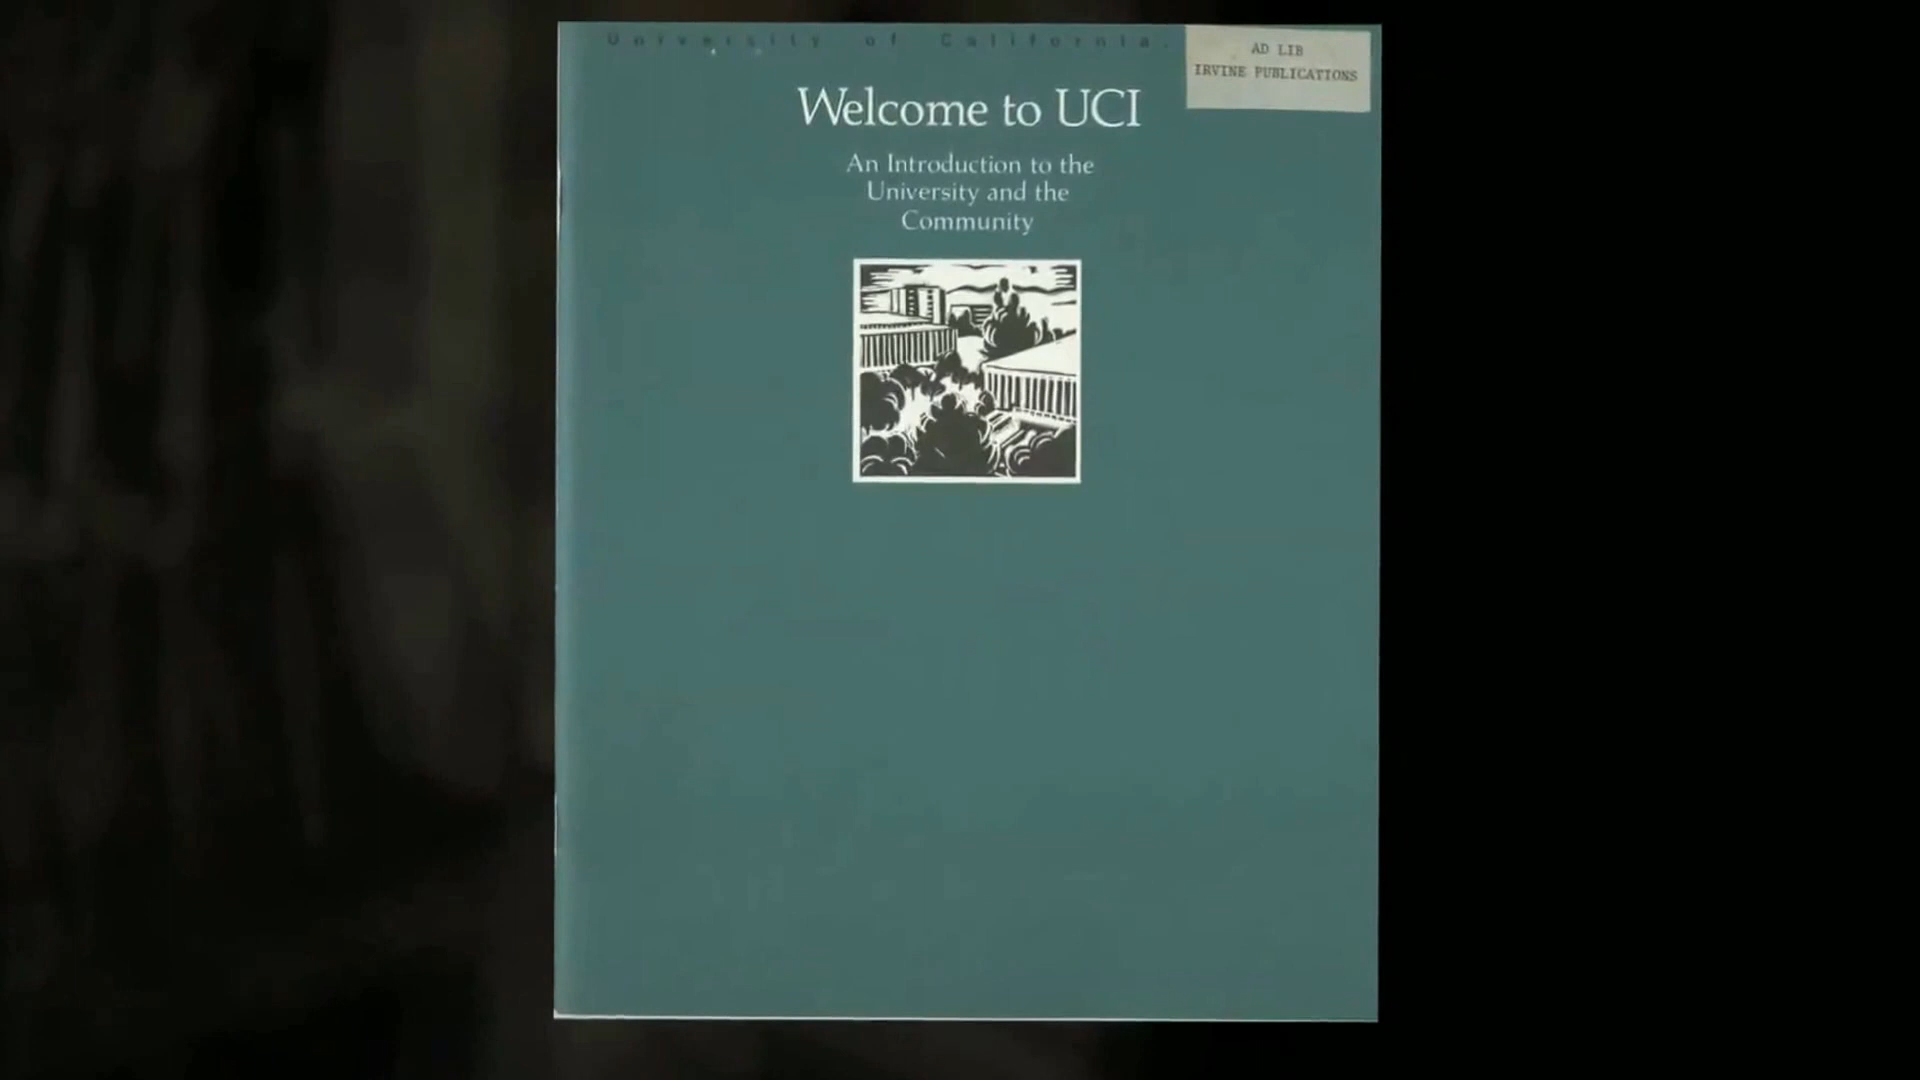 University of California.
AD LIB
IRVINE PUBLICATIONS
Welcome to UCI
An Introduction to the
University and the
Community